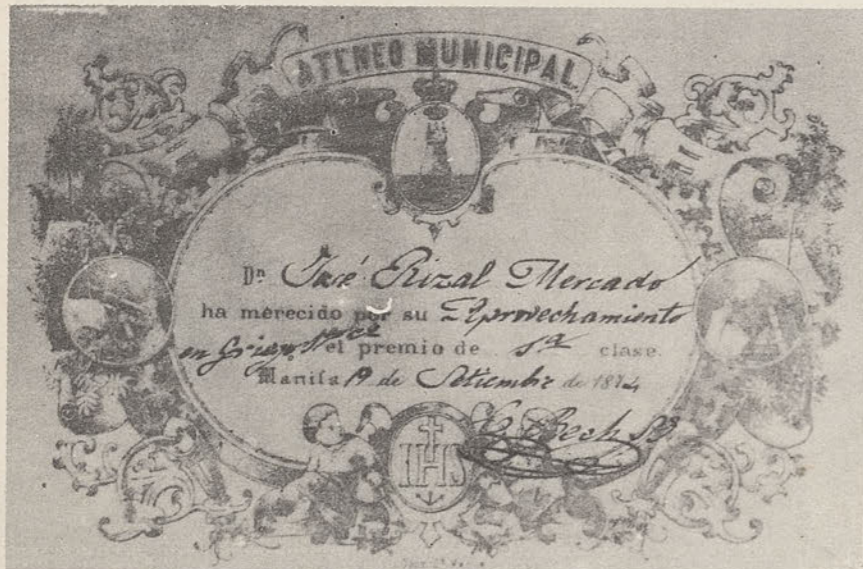 ATENEO MUNICIPAL
Dn José Rizal Mercado
ha merecido por su Aprovechamiento
en Griego el premio de 1ª clase.
Manila 19 de Setiembre de 1874
IHS